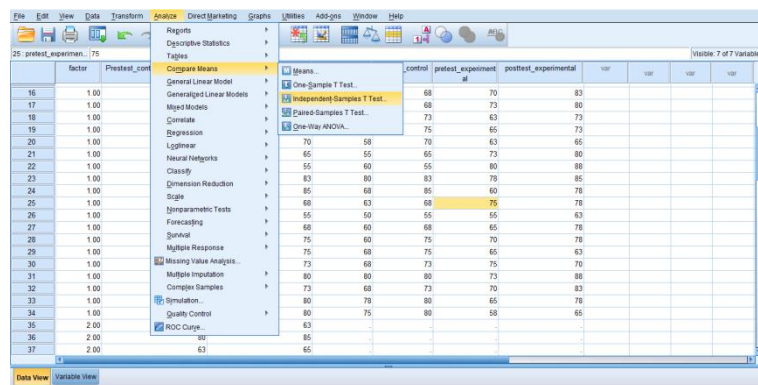 File Edit View Data Transform Analyze Direct Marketing Graphs Utilities Add-ons Window Help
25 : pretest_experimen... 75
Visible: 7 of 7 Variable
Reports
Descriptive Statistics
Tables
Compare Means
General Linear Model
Generalized Linear Models
Mixed Models
Correlate
Regression
Loglinear
Neural Networks
Classify
Dimension Reduction
Scale
Nonparametric Tests
Forecasting
Survival
Multiple Response
Missing Value Analysis...
Multiple Imputation
Complex Samples
Simulation...
Quality Control
ROC Curve...
Means...
One-Sample T Test...
Independent-Samples T Test...
Paired-Samples T Test...
One-Way ANOVA...
factor Prestest_cont _control pretest_experimental posttest_experimental var var var var
16 1.00 68 70 83
17 1.00 68 73 80
18 1.00 73 63 73
19 1.00 75 65 73
20 1.00 70 58 70 63 65
21 1.00 65 55 65 73 80
22 1.00 55 60 55 80 88
23 1.00 83 80 83 78 85
24 1.00 85 68 85 60 78
25 1.00 68 63 68 75 78
26 1.00 55 50 55 55 63
27 1.00 68 60 68 65 78
28 1.00 75 60 75 70 78
29 1.00 75 68 75 65 63
30 1.00 73 68 73 75 70
31 1.00 80 80 80 73 88
32 1.00 73 68 73 70 83
33 1.00 80 78 80 65 78
34 1.00 80 75 80 58 65
35 2.00 63 . . . .
36 2.00 80 85 . . . .
37 2.00 63 65 . . . .
Data View Variable View